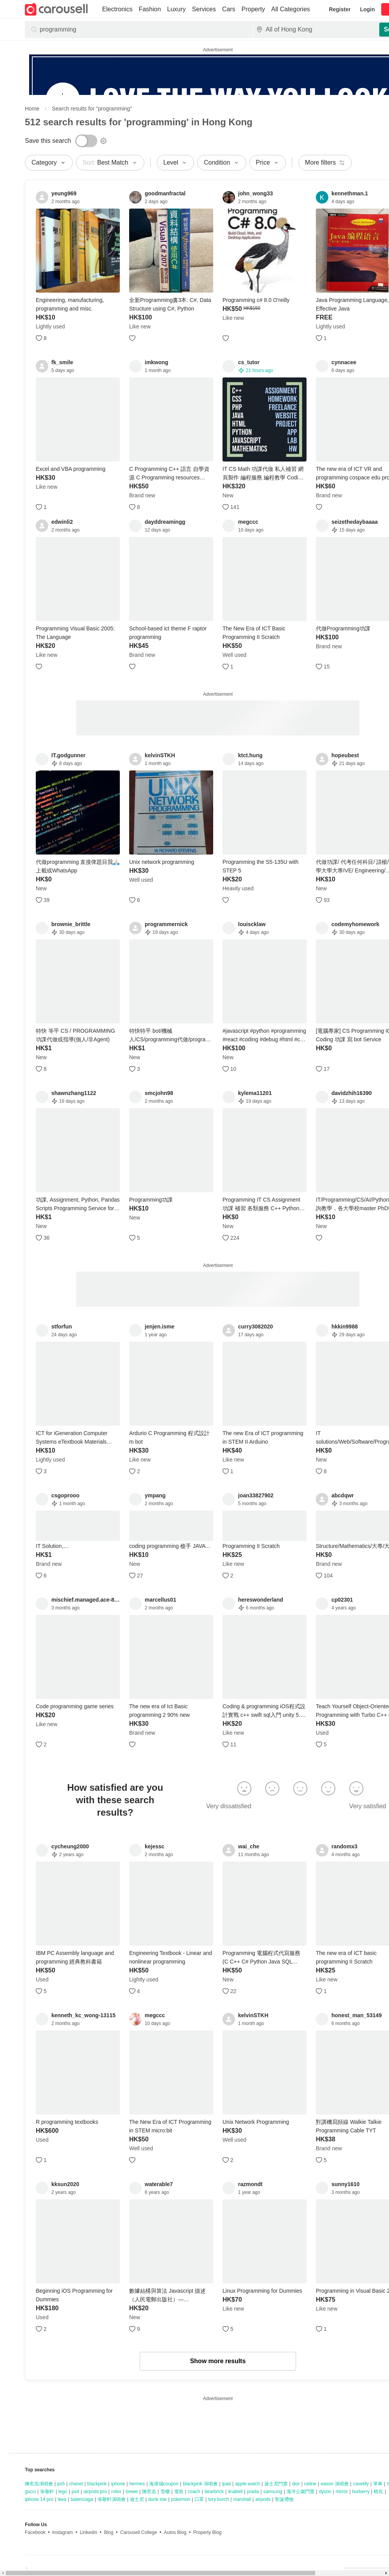 carousell
Electronics Fashion Luxury Services Cars Property All Categories
Register Login
programming
All of Hong Kong
Advertisement
Home > Search results for "programming"
512 search results for 'programming' in Hong Kong
Save this search
Category
Sort: Best Match
Level
Condition
Price
More filters
yeung969
2 months ago
Engineering, manufacturing,
programming and misc.
HK$10
Lightly used
8
goodmanfractal
2 days ago
全新Programming書3本: C#, Data
Structure using C#, Python
HK$100
Like new
john_wong33
2 months ago
Programming
C# 8.0
Programming c# 8.0 O'reilly
HK$50 HK$150
Like new
kennethman.1
4 days ago
Java 编程语言
Java Programming Language,
Effective Java
FREE
Lightly used
1
fk_smile
5 days ago
Excel and VBA programming
HK$30
Like new
1
imkwong
1 month ago
C Programming C++ 語言 自學資
源 C Programming resources…
HK$50
Brand new
8
cs_tutor
21 hours ago
C++
CSS
C
PHP
JAVA
HTML
PYTHON
JAVASCRIPT
MATHEMATICS
ASSIGNMENT
HOMEWORK
FREELANCE
WEBSITE
PROJECT
APP
LAB
HW
IT CS Math 功課代做 私人補習 網
頁製作 編程服務 編程教學 Codi…
HK$320
New
141
cynnacee
6 days ago
The new era of ICT VR and
programming cospace edu pro
HK$60
Brand new
edwinli2
2 months ago
Programming Visual Basic 2005:
The Language
HK$20
Like new
dayddreamingg
12 days ago
School-based ict theme F raptor
programming
HK$45
Brand new
megccc
10 days ago
The New Era of ICT Basic
Programming II Scratch
HK$50
Well used
1
seizethedaybaaaa
15 days ago
代做Programming功課
HK$100
Brand new
15
Advertisement
IT.godgunner
8 days ago
代做programming 直接俾題目我
上載或WhatsApp
HK$0
New
39
kelvinSTKH
1 month ago
UNIX
NETWORK
PROGRAMMING
W. RICHARD STEVENS
Unix network programming
HK$30
Well used
6
ktct.hung
14 days ago
Programming the S5-135U with
STEP 5
HK$20
Heavily used
hopeubest
21 days ago
HK$10
New
93
brownie_brittle
30 days ago
特快 等平 CS / PROGRAMMING
功課代做或指導(個人/非Agent)
HK$1
New
8
programmernick
19 days ago
特快特平 bot/機械
人/CS/programming代做/progra…
HK$1
New
3
louiscklaw
4 days ago
#javascript #python #programming
#react #coding #debug #html #c…
HK$100
New
10
codemyhomework
30 days ago
[電腦專家] CS Programming IC
Coding 功課 寫 bot Service
HK$0
New
17
shawnzhang1122
16 days ago
功課, Assignment, Python, Pandas
Scripts Programming Service for…
HK$1
New
36
smcjohn98
2 months ago
Programming功課
HK$10
New
5
kylema11201
19 days ago
Programming IT CS Assignment
功課 補習 各類服務 C++ Python…
HK$0
New
224
davidzhih16390
13 days ago
IT/Programming/CS/AI/Python
詢教學，各大學校master PhD
HK$10
New
Advertisement
stforfun
24 days ago
ICT for iGeneration Computer
Systems eTextbook Materials…
HK$10
Lightly used
3
jenjen.isme
1 year ago
Ardurio C Programming 程式設計
m bot
HK$30
Like new
2
curry3082020
17 days ago
The new Era of ICT programming
in STEM II Arduino
HK$40
Like new
1
hkkin9988
29 days ago
IT
solutions/Web/Software/Progra
HK$0
New
8
csgoprooo
1 month ago
IT Solution,…
HK$1
Brand new
6
ympang
2 months ago
coding programming 槍手 JAVA…
HK$10
New
27
joan33827902
5 months ago
Programming II Scratch
HK$25
Like new
2
abcdqwr
3 months ago
Structure/Mathematics/大專/大
HK$0
Brand new
104
mischief.managed.ace-8…
3 months ago
Code programming game series
HK$20
Like new
2
marcellus01
2 months ago
The new era of Ict Basic
programming 2 90% new
HK$30
Brand new
hereswonderland
6 months ago
Coding & programming iOS程式設
計實戰 c++ swift sql入門 unity 5.…
HK$20
Like new
11
cp02301
4 years ago
Teach Yourself Object-Oriented
Programming with Turbo C++
HK$30
Used
5
How satisfied are you
with these search
results?
Very dissatisfied
Very satisfied
cycheung2000
2 years ago
IBM PC Assembly language and
programming 經典教科書籍
HK$50
Used
5
kejessc
2 months ago
Engineering Textbook - Linear and
nonlinear programming
HK$50
Lightly used
4
wai_che
11 months ago
Programming 電腦程式代寫服務
(C C++ C# Python Java SQL…
HK$50
New
22
randomx3
4 months ago
The new era of ICT basic
programming II Scratch
HK$25
Like new
1
kenneth_kc_wong-13115
2 months ago
R programming textbooks
HK$600
Used
1
megccc
10 days ago
The New Era of ICT Programming
in STEM micro:bit
HK$50
Well used
kelvinSTKH
1 month ago
Unix Network Programming
HK$30
Well used
2
honest_man_53149
6 months ago
對講機寫頻線 Walkie Talkie
Programming Cable TYT
HK$38
Brand new
5
kksun2020
2 years ago
Beginning iOS Programming for
Dummies
HK$180
Used
2
waterable7
6 years ago
數據結構與算法 Javascript 描述
（人民電郵出版社）—…
HK$20
New
9
razmondt
1 year ago
Linux Programming for Dummies
HK$70
Like new
5
sunny1610
3 months ago
Programming in Visual Basic 2
HK$75
Like new
1
Show more results
Advertisement
Top searches
Follow Us
Facebook • Instagram • Linkedin • Blog • Carousell College • Autos Blog • Property Blog